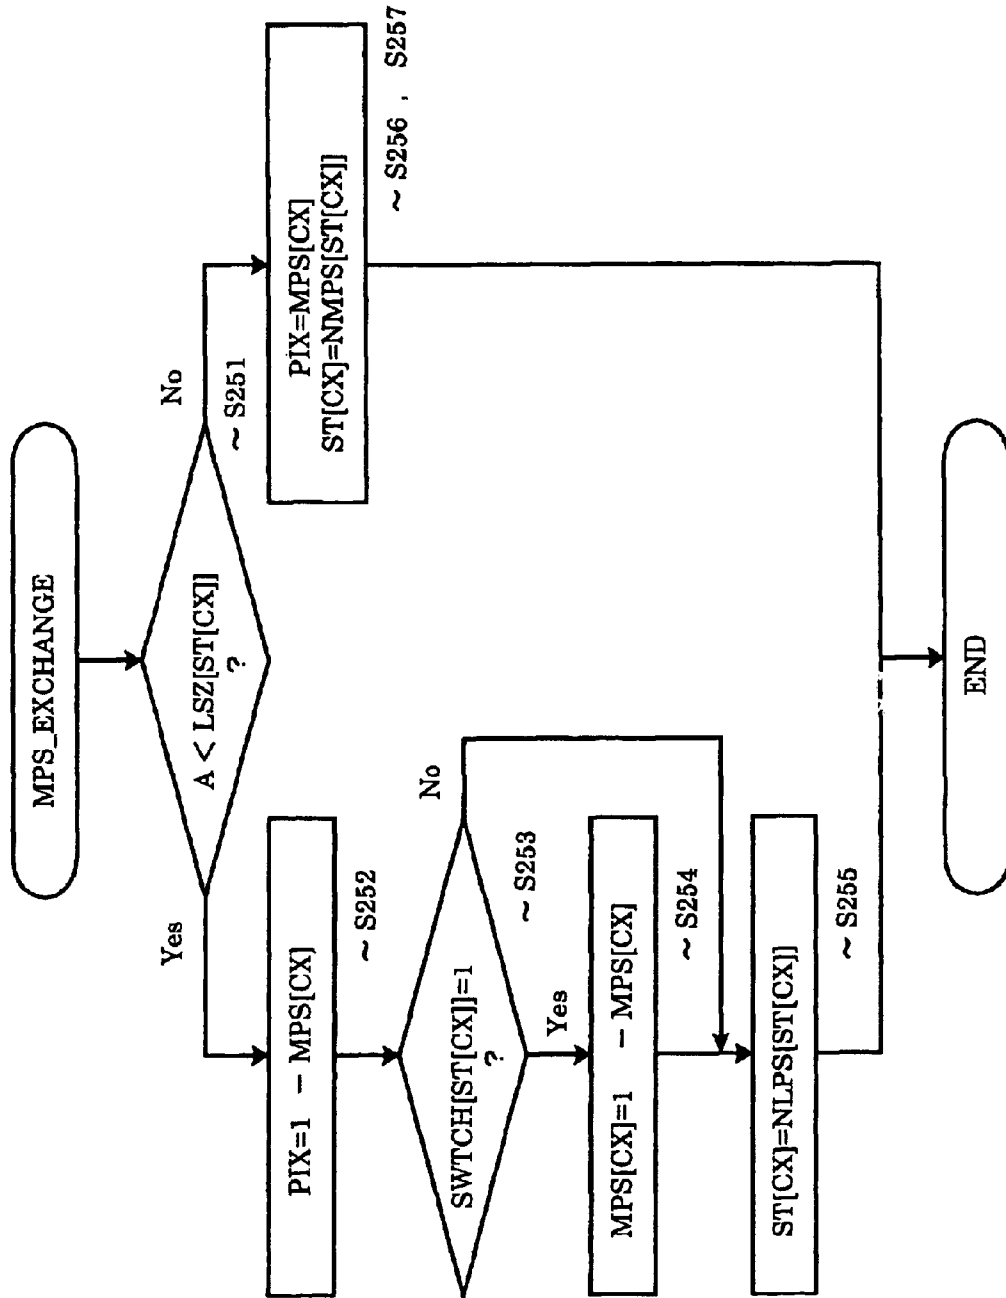 MPS_EXCHANGE
A < LSZ[ST[CX]]
?
~ S251
Yes
No
PIX=1 − MPS[CX]
~ S252
SWTCH[ST[CX]]=1
?
~ S253
Yes
No
MPS[CX]=1 − MPS[CX]
~ S254
ST[CX]=NLPS[ST[CX]]
~ S255
PIX=MPS[CX]
ST[CX]=NMPS[ST[CX]]
~ S256 , S257
END